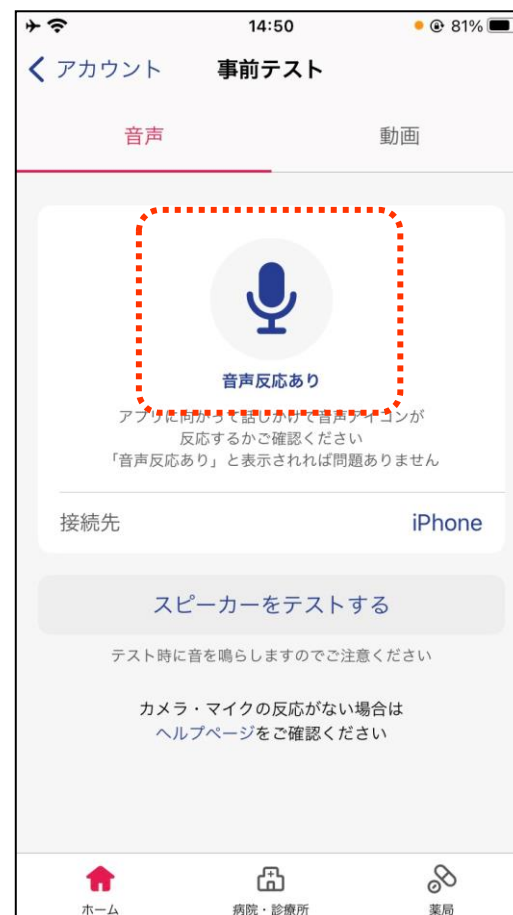 14:50
81%
アカウント
事前テスト
音声
動画
音声反応あり
アプリに向かって話しかけて音声アイコンが
反応するかご確認ください
「音声反応あり」と表示されれば問題ありません
接続先
iPhone
スピーカーをテストする
テスト時に音を鳴らしますのでご注意ください
カメラ・マイクの反応がない場合は
ヘルプページをご確認ください
ホーム
病院・診療所
薬局